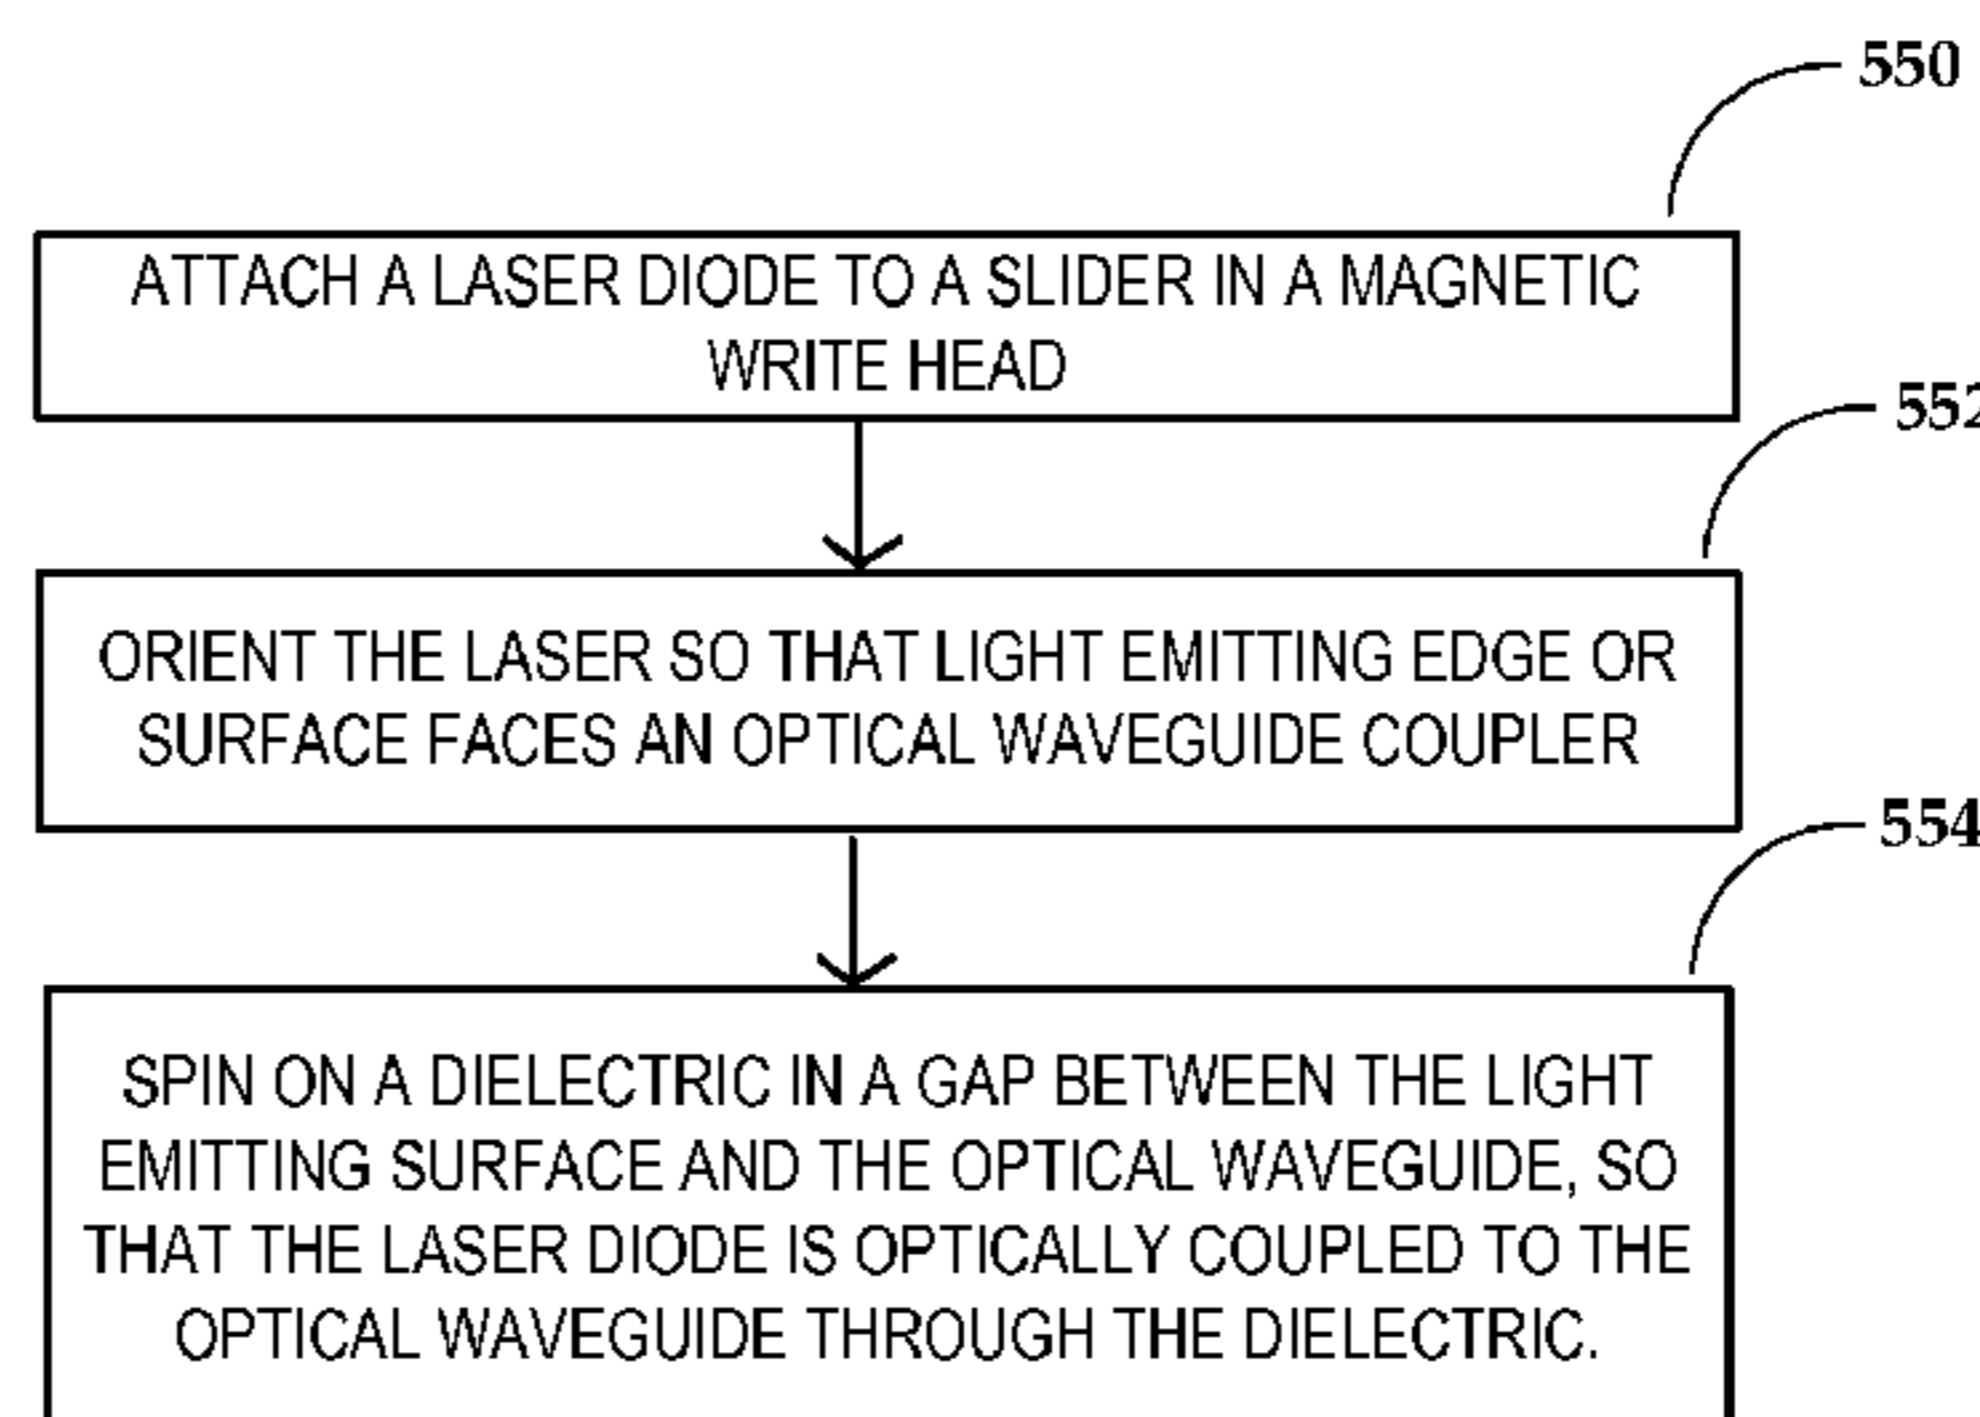 550
ATTACH A LASER DIODE TO A SLIDER IN A MAGNETIC
WRITE HEAD
552
ORIENT THE LASER SO THAT LIGHT EMITTING EDGE OR
SURFACE FACES AN OPTICAL WAVEGUIDE COUPLER
554
SPIN ON A DIELECTRIC IN A GAP BETWEEN THE LIGHT
EMITTING SURFACE AND THE OPTICAL WAVEGUIDE, SO
THAT THE LASER DIODE IS OPTICALLY COUPLED TO THE
OPTICAL WAVEGUIDE THROUGH THE DIELECTRIC.